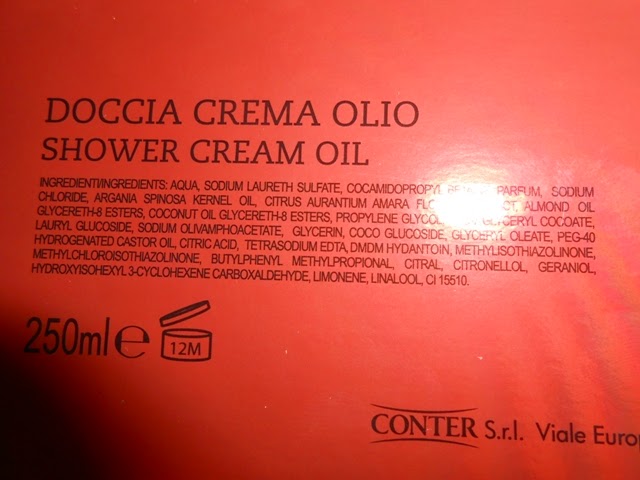 DOCCIA CREMA OLIO
SHOWER CREAM OIL
INGREDIENTI/INGREDIENTS: AQUA, SODIUM LAURETH SULFATE, COCAMIDOPROPYL PARFUM, SODIUM
CHLORIDE, ARGANIA SPINOSA KERNEL OIL, CITRUS AURANTIUM AMARA ALMOND OIL
GLYCERETH-8 ESTERS, COCONUT OIL GLYCERETH-8 ESTERS, PROPYLENE GLYCERYL COCOATE,
LAURYL GLUCOSIDE, SODIUM OLIVAMPHOACETATE, GLYCERIN, COCO GLUCOSIDE, GLYCERYL OLEATE, PEG-40
HYDROGENATED CASTOR OIL, CITRIC ACID, TETRASODIUM EDTA, DMDM HYDANTOIN, METHYLISOTHIAZOLINONE,
METHYLCHLOROISOTHIAZOLINONE, BUTYLPHENYL METHYLPROPIONAL, CITRAL, CITRONELLOL, GERANIOL,
HYDROXYISOHEXYL 3-CYCLOHEXENE CARBOXALDEHYDE, LIMONENE, LINALOOL, CI 15510.
250ml e 12M
CONTER S.r.l. Viale Europ